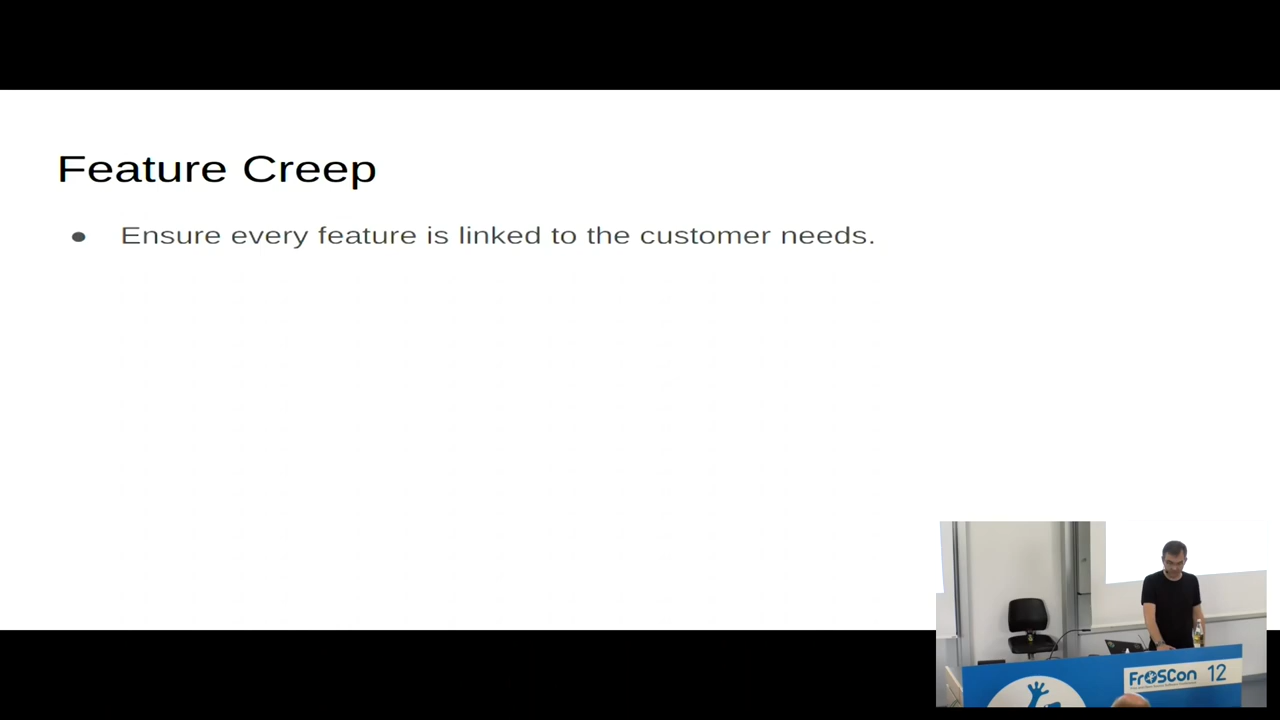 Feature Creep
● Ensure every feature is linked to the customer needs.
FrOSCon 12